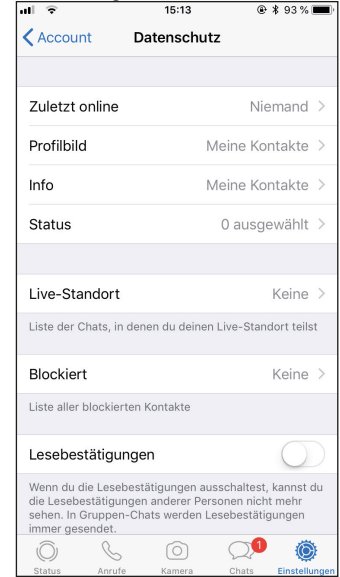 15:13
93 %
Account
Datenschutz
Zuletzt online Niemand
Profilbild Meine Kontakte
Info Meine Kontakte
Status 0 ausgewählt
Live-Standort Keine
Liste der Chats, in denen du deinen Live-Standort teilst
Blockiert Keine
Liste aller blockierten Kontakte
Lesebestätigungen
Wenn du die Lesebestätigungen ausschaltest, kannst du
die Lesebestätigungen anderer Personen nicht mehr
sehen. In Gruppen-Chats werden Lesebestätigungen
immer gesendet.
1
Status Anrufe Kamera Chats Einstellungen